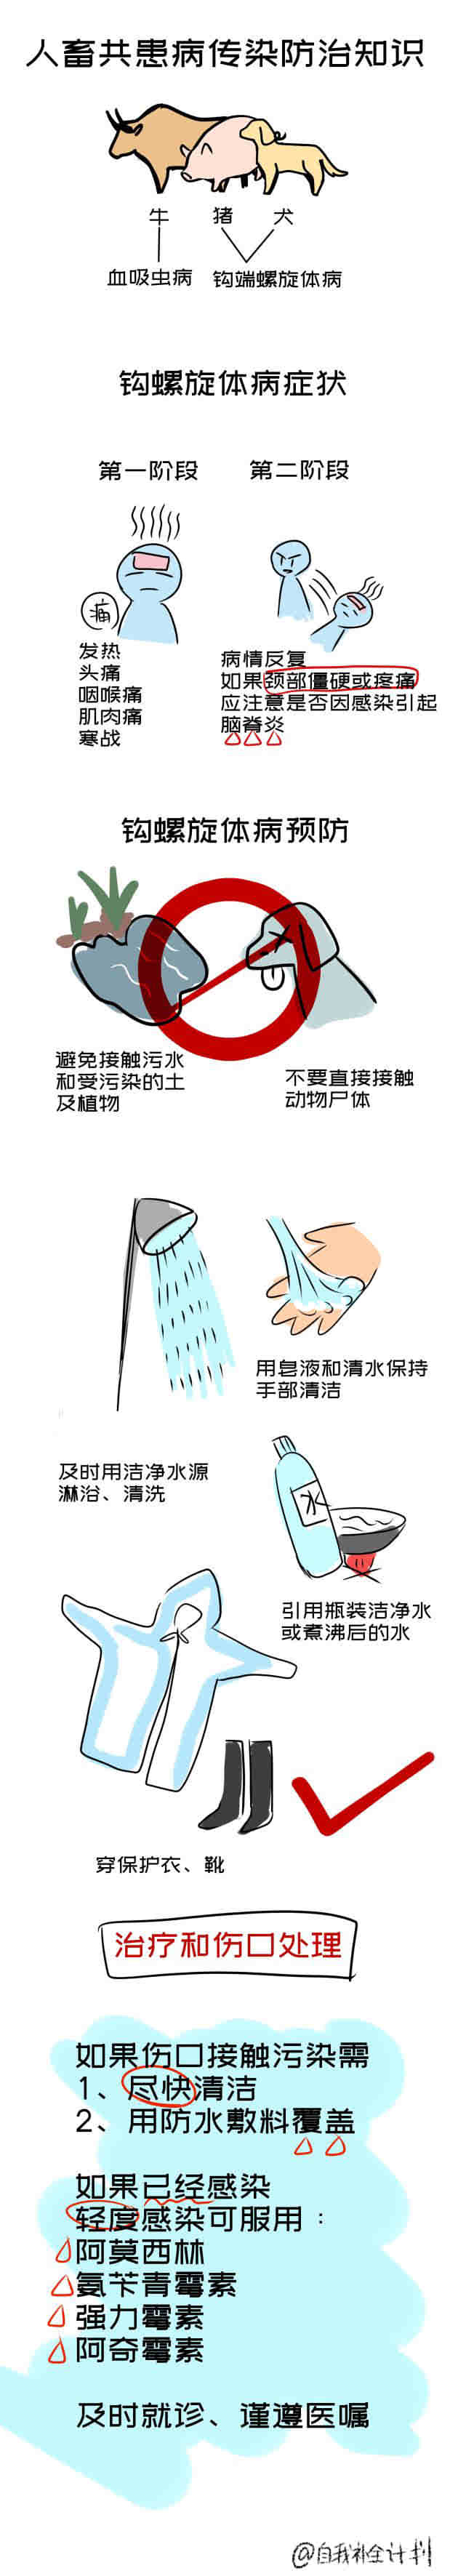 人畜共患病传染防治知识
牛 猪 犬
血吸虫病 钩端螺旋体病
钩螺旋体病症状
第一阶段 第二阶段
痛
发热
头痛
咽喉痛
肌肉痛
寒战
病情反复
如果颈部僵硬或疼痛
应注意是否因感染引起
脑脊炎
钩螺旋体病预防
避免接触污水
和受污染的土
及植物
不要直接接触
动物尸体
用皂液和清水保持
手部清洁
及时用洁净水源
淋浴、清洗
水
引用瓶装洁净水
或煮沸后的水
穿保护衣、靴
治疗和伤口处理
如果伤口接触污染需
1、尽快清洁
2、用防水敷料覆盖
如果已经感染
轻度感染可服用：
阿莫西林
氨苄青霉素
强力霉素
阿奇霉素
及时就诊、谨遵医嘱
@自我补全计划